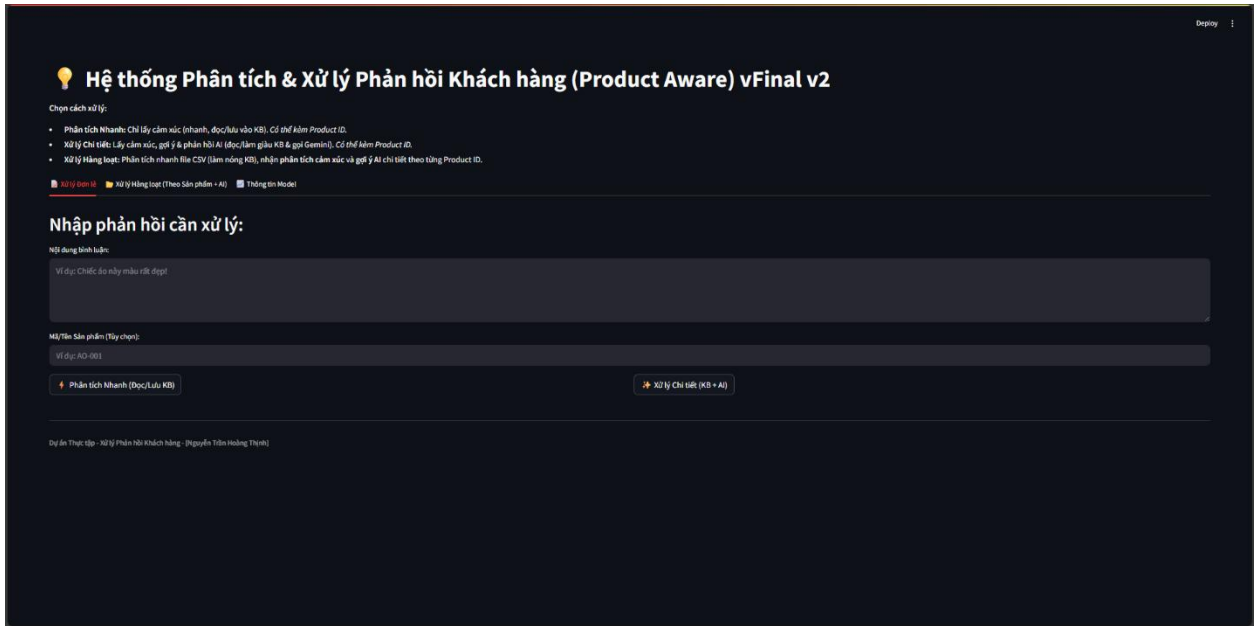 Deploy
Hệ thống Phân tích & Xử lý Phản hồi Khách hàng (Product Aware) vFinal v2
Chọn cách xử lý:
Phân tích Nhanh: Chỉ lấy cảm xúc (nhanh, đọc/lưu vào KB). Có thể kèm Product ID.
Xử lý Chi tiết: Lấy cảm xúc, gợi ý & phản hồi AI (đọc/làm giàu KB & gọi Gemini). Có thể kèm Product ID.
Xử lý Hàng loạt: Phân tích nhanh file CSV (làm nóng KB), nhận phân tích cảm xúc và gợi ý AI chi tiết theo từng Product ID.
Xử lý Đơn lẻ Xử lý Hàng loạt (Theo Sản phẩm + AI) Thông tin Model
Nhập phản hồi cần xử lý:
Nội dung bình luận:
Ví dụ: Chiếc áo này màu rất đẹp!
Mã/Tên Sản phẩm (Tùy chọn):
Ví dụ: AO-001
Phân tích Nhanh (Đọc/Lưu KB) Xử lý Chi tiết (KB + AI)
Dự án Thực tập - Xử lý Phản hồi Khách hàng - [Nguyễn Trần Hoàng Thịnh]